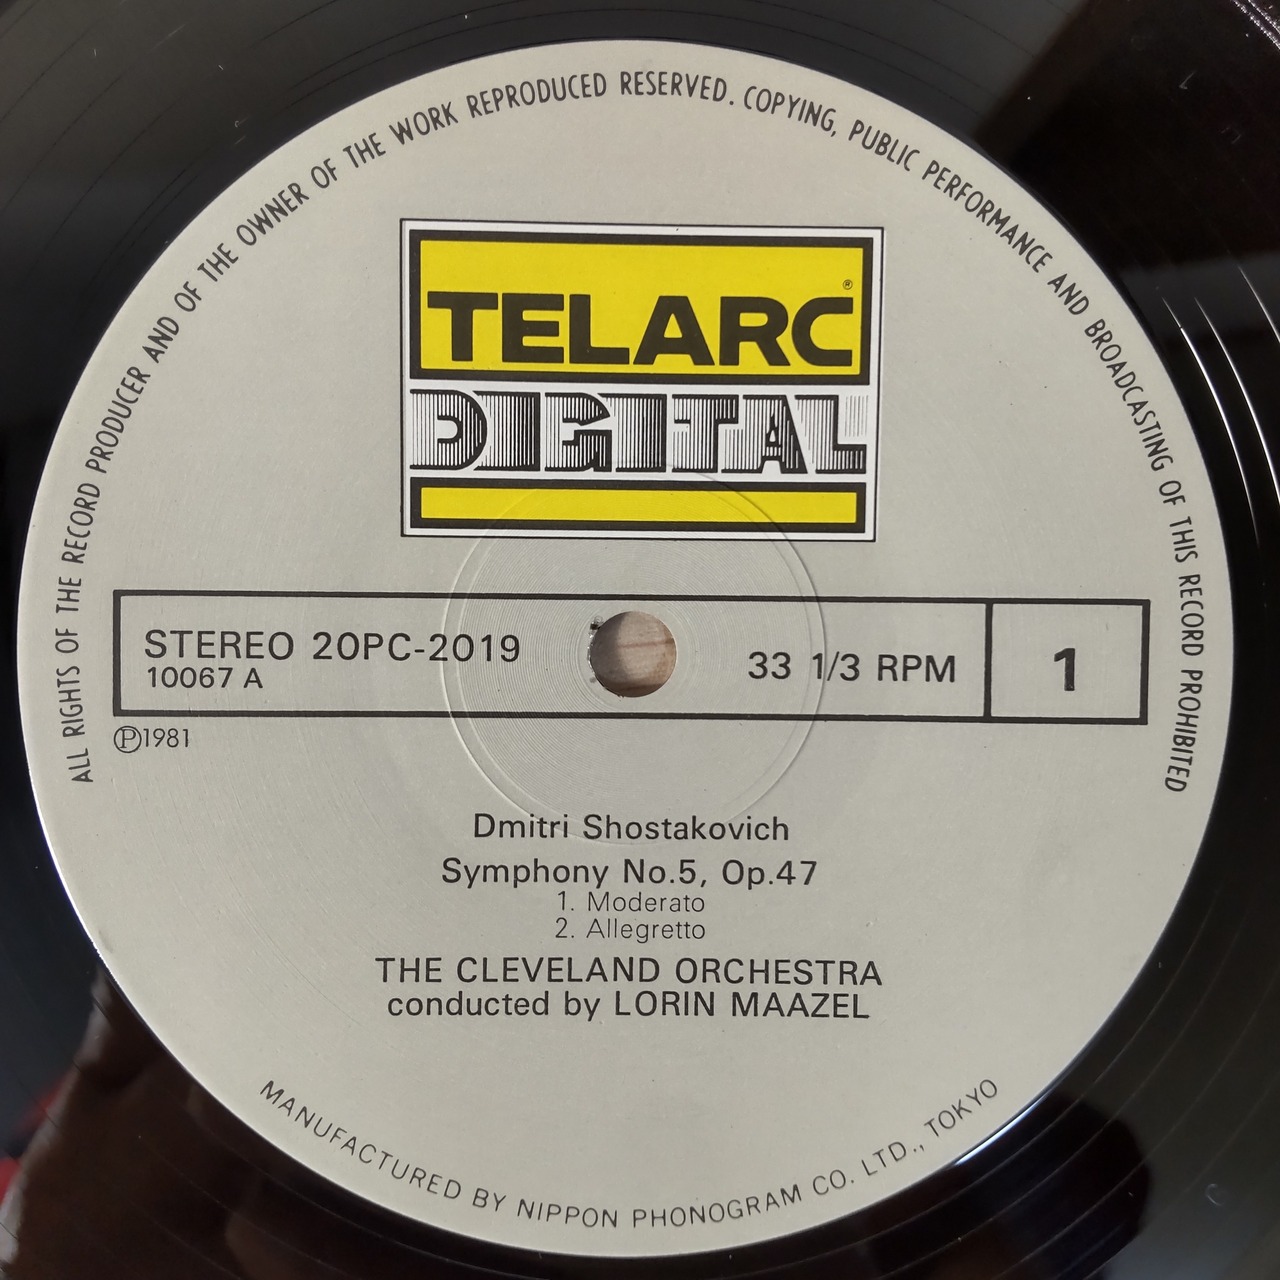 ALL RIGHTS OF THE RECORD PRODUCER AND OF THE OWNER OF THE WORK REPRODUCED RESERVED. COPYING, PUBLIC PERFORMANCE AND BROADCASTING OF THIS RECORD PROHIBITED
TELARC®
DIGITAL
STEREO 20PC-2019
10067 A
33 1/3 RPM
1
Ⓟ1981
Dmitri Shostakovich
Symphony No.5, Op.47
1. Moderato
2. Allegretto
THE CLEVELAND ORCHESTRA
conducted by LORIN MAAZEL
MANUFACTURED BY NIPPON PHONOGRAM CO. LTD., TOKYO